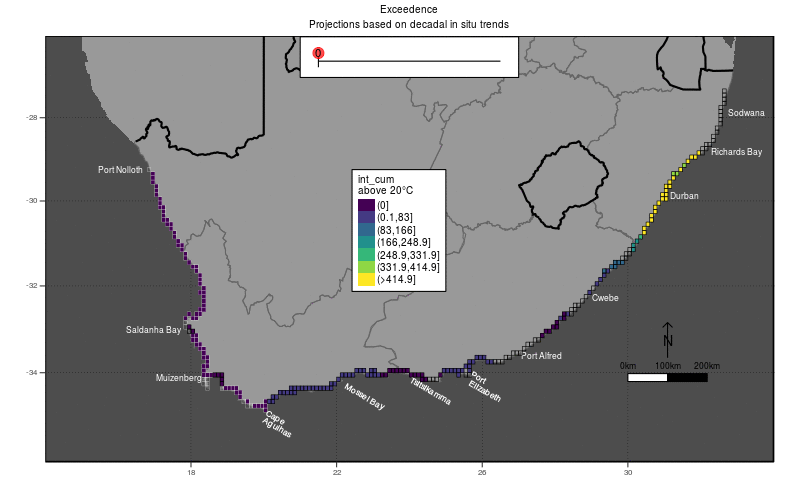 Exceedence
Projections based on decadal in situ trends
0
-28
-30
-32
-34
Sodwana
Richards Bay
Port Nolloth
Durban
int_cum
above 20°C
(0]
(0.1,83]
(83,166]
(166,248.9]
(248.9,331.9]
(331.9,414.9]
(>414.9]
Cwebe
Saldanha Bay
N
Port Alfred
0km 100km 200km
Muizenberg
Port
Elizabeth
Tsitsikamma
Mossel Bay
Cape
Agulhas
18 22 26 30